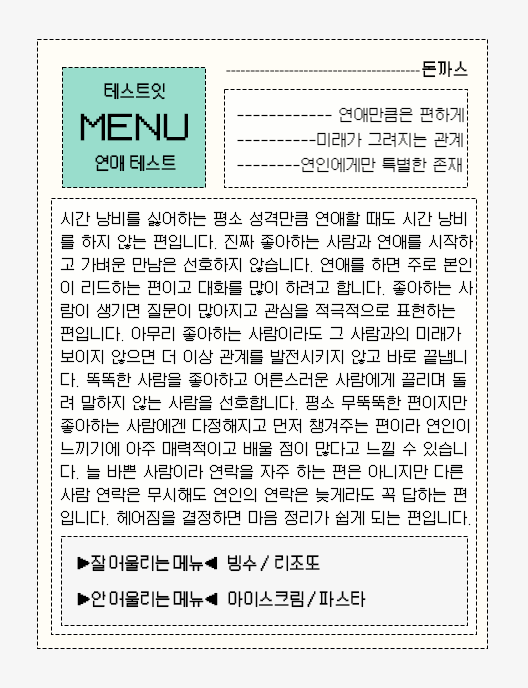 테스트잇
MENU
연애 테스트
돈까스
------------ 연애만큼은 편하게
----------미래가 그려지는 관계
--------연인에게만 특별한 존재
시간 낭비를 싫어하는 평소 성격만큼 연애할 때도 시간 낭비
를 하지 않는 편입니다. 진짜 좋아하는 사람과 연애를 시작하
고 가벼운 만남은 선호하지 않습니다. 연애를 하면 주로 본인
이 리드하는 편이고 대화를 많이 하려고 합니다. 좋아하는 사
람이 생기면 질문이 많아지고 관심을 적극적으로 표현하는
편입니다. 아무리 좋아하는 사람이라도 그 사람과의 미래가
보이지 않으면 더 이상 관계를 발전시키지 않고 바로 끝냅니
다. 똑똑한 사람을 좋아하고 어른스러운 사람에게 끌리며 돌
려 말하지 않는 사람을 선호합니다. 평소 무뚝뚝한 편이지만
좋아하는 사람에겐 다정해지고 먼저 챙겨주는 편이라 연인이
느끼기에 아주 매력적이고 배울 점이 많다고 느낄 수 있습니
다. 늘 바쁜 사람이라 연락을 자주 하는 편은 아니지만 다른
사람 연락은 무시해도 연인의 연락은 늦게라도 꼭 답하는 편
입니다. 헤어짐을 결정하면 마음 정리가 쉽게 되는 편입니다.
▶잘어울리는메뉴◀ 빙수 / 리조또
▶안어울리는메뉴◀ 아이스크림 / 파스타